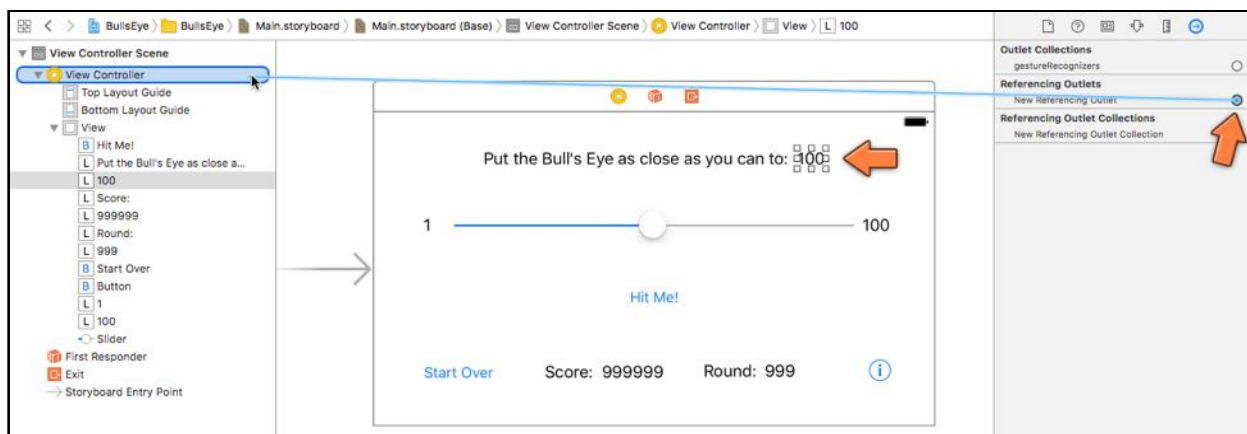 BullsEye BullsEye Main.storyboard Main.storyboard (Base) View Controller Scene View Controller View L 100
View Controller Scene
View Controller
Top Layout Guide
Bottom Layout Guide
View
B Hit Me!
L Put the Bull's Eye as close a...
L 100
L Score:
L 999999
L Round:
L 999
B Start Over
B Button
L 1
L 100
Slider
First Responder
Exit
Storyboard Entry Point
Put the Bull's Eye as close as you can to: 100
1 100
Hit Me!
Start Over Score: 999999 Round: 999
Outlet Collections
gestureRecognizers
Referencing Outlets
New Referencing Outlet
Referencing Outlet Collections
New Referencing Outlet Collection